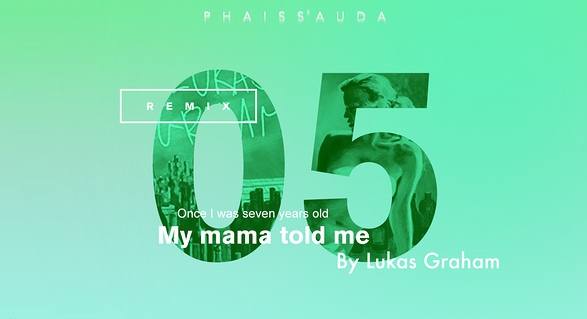 PHAISS'AUDA
05
REMIX
Once I was seven years old
My mama told me
By Lukas Graham